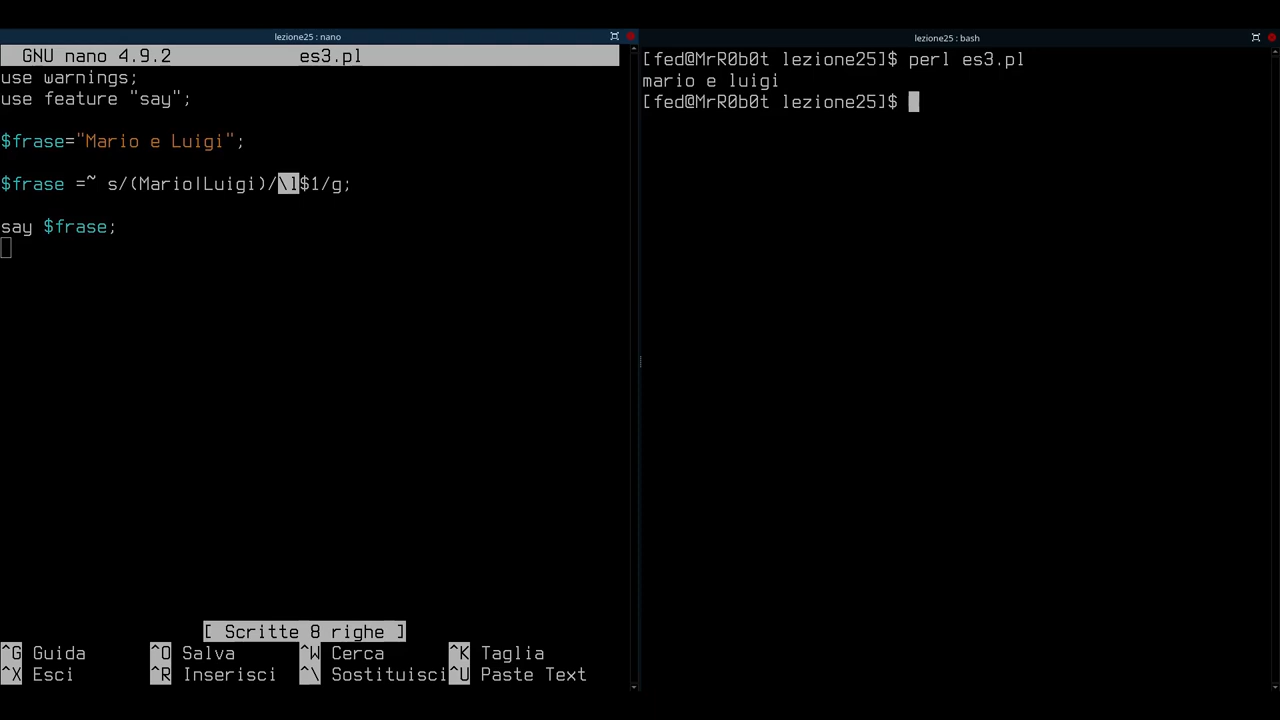 lezione25 : nano
GNU nano 4.9.2 es3.pl
use warnings;
use feature "say";
$frase="Mario e Luigi";
$frase =~ s/(Mario|Luigi)/\l$1/g;
say $frase;
[ Scritte 8 righe ]
^G Guida ^O Salva ^W Cerca ^K Taglia
^X Esci ^R Inserisci ^\ Sostituisci ^U Paste Text
lezione25 : bash
[fed@MrR0b0t lezione25]$ perl es3.pl
mario e luigi
[fed@MrR0b0t lezione25]$